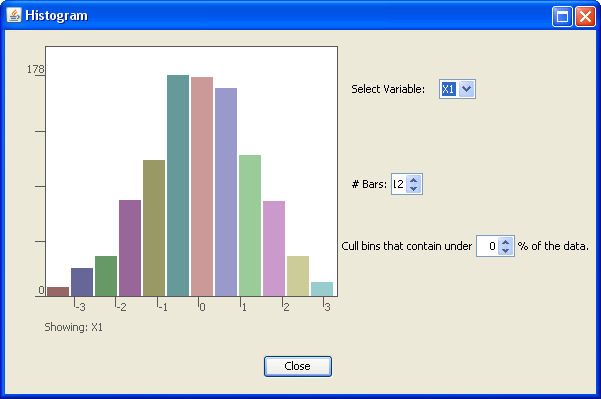 Histogram
178
Select Variable: X1
# Bars: 12
Cull bins that contain under 0 % of the data.
0
-3 -2 -1 0 1 2 3
Showing: X1
Close